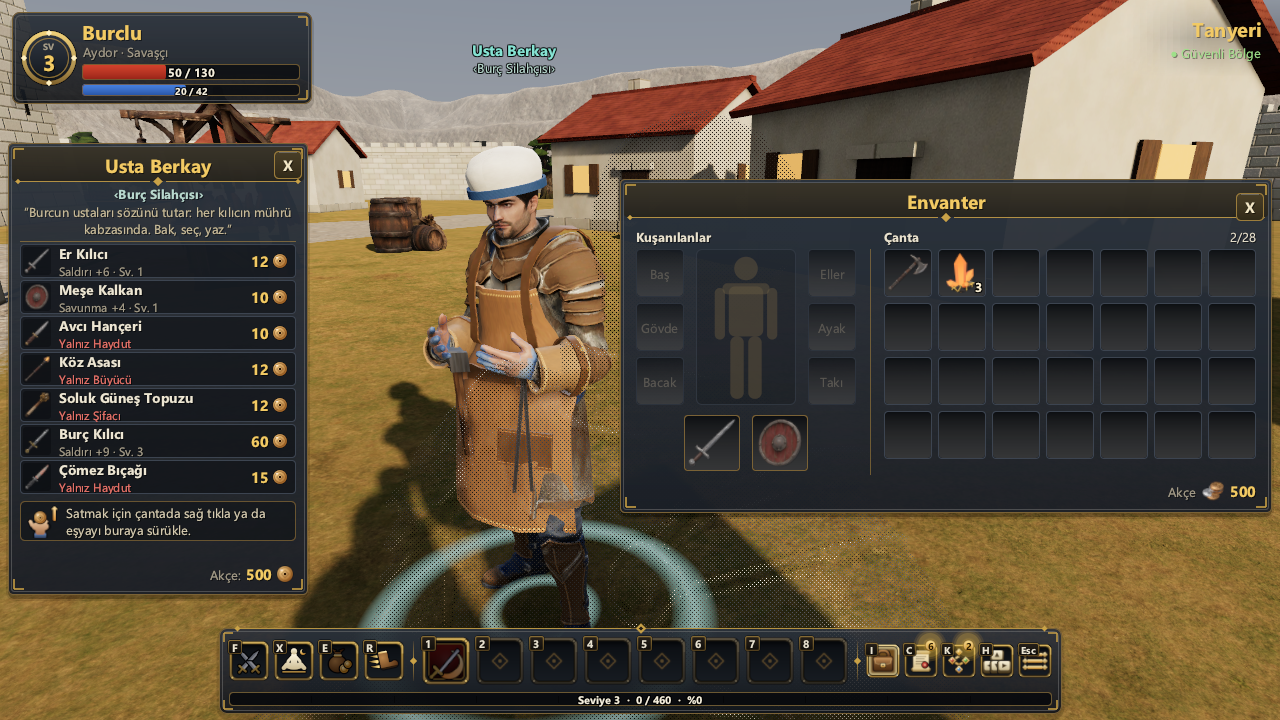 SV
3
Burclu
Aydor · Savaşçı
50 / 130
20 / 42
Usta Berkay
‹Burç Silahçısı›
Tanyeri
Güvenli Bölge
Usta Berkay
X
‹Burç Silahçısı›
“Burcun ustaları sözünü tutar: her kılıcın mührü
kabzasında. Bak, seç, yaz.”
Er Kılıcı
Saldırı +6 · Sv. 1
12
Meşe Kalkan
Savunma +4 · Sv. 1
10
Avcı Hançeri
Yalnız Haydut
10
Köz Asası
Yalnız Büyücü
12
Soluk Güneş Topuzu
Yalnız Şifacı
12
Burç Kılıcı
Saldırı +9 · Sv. 3
60
Çömez Bıçağı
Yalnız Haydut
15
Satmak için çantada sağ tıkla ya da
eşyayı buraya sürükle.
Akçe: 500
Envanter
X
Kuşanılanlar
Baş
Gövde
Bacak
Eller
Ayak
Takı
Çanta
2/28
3
Akçe 500
F
X
E
R
1
2
3
4
5
6
7
8
I
C
6
K
2
H
Esc
Seviye 3 · 0 / 460 · %0